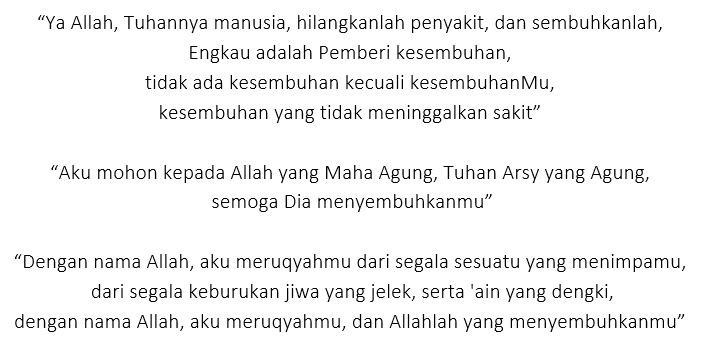 “Ya Allah, Tuhannya manusia, hilangkanlah penyakit, dan sembuhkanlah,
Engkau adalah Pemberi kesembuhan,
tidak ada kesembuhan kecuali kesembuhanMu,
kesembuhan yang tidak meninggalkan sakit”
“Aku mohon kepada Allah yang Maha Agung, Tuhan Arsy yang Agung,
semoga Dia menyembuhkanmu”
“Dengan nama Allah, aku meruqyahmu dari segala sesuatu yang menimpamu,
dari segala keburukan jiwa yang jelek, serta 'ain yang dengki,
dengan nama Allah, aku meruqyahmu, dan Allahlah yang menyembuhkanmu”